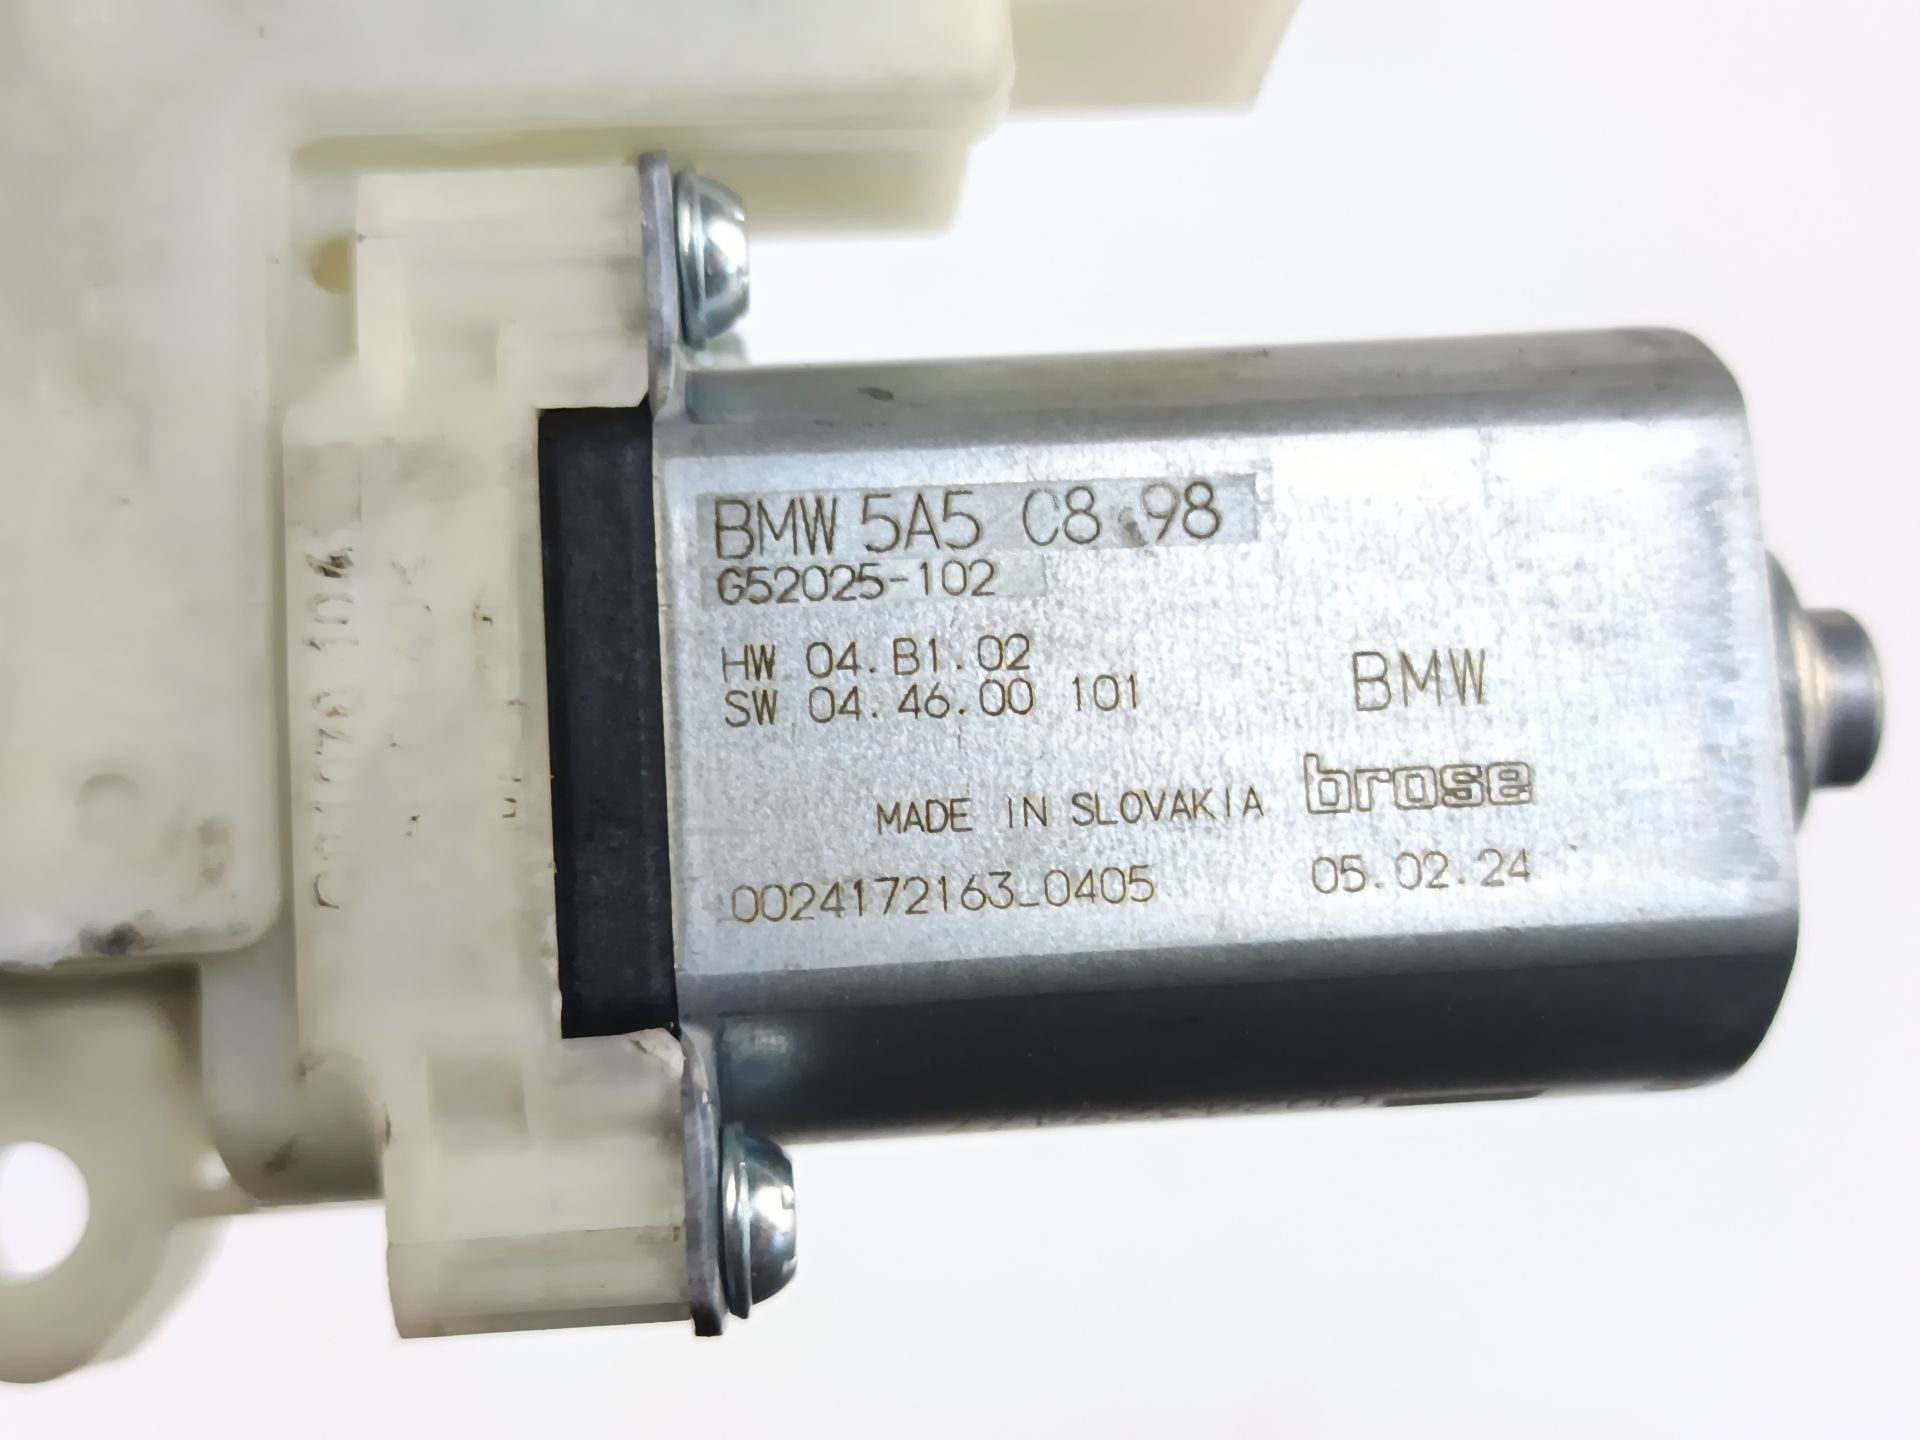 BMW 5A5 C8 98
G52025-102
HW 04.B1.02
SW 04.46.00 101
BMW
brose
MADE IN SLOVAKIA
0024172163_0405
05.02.24